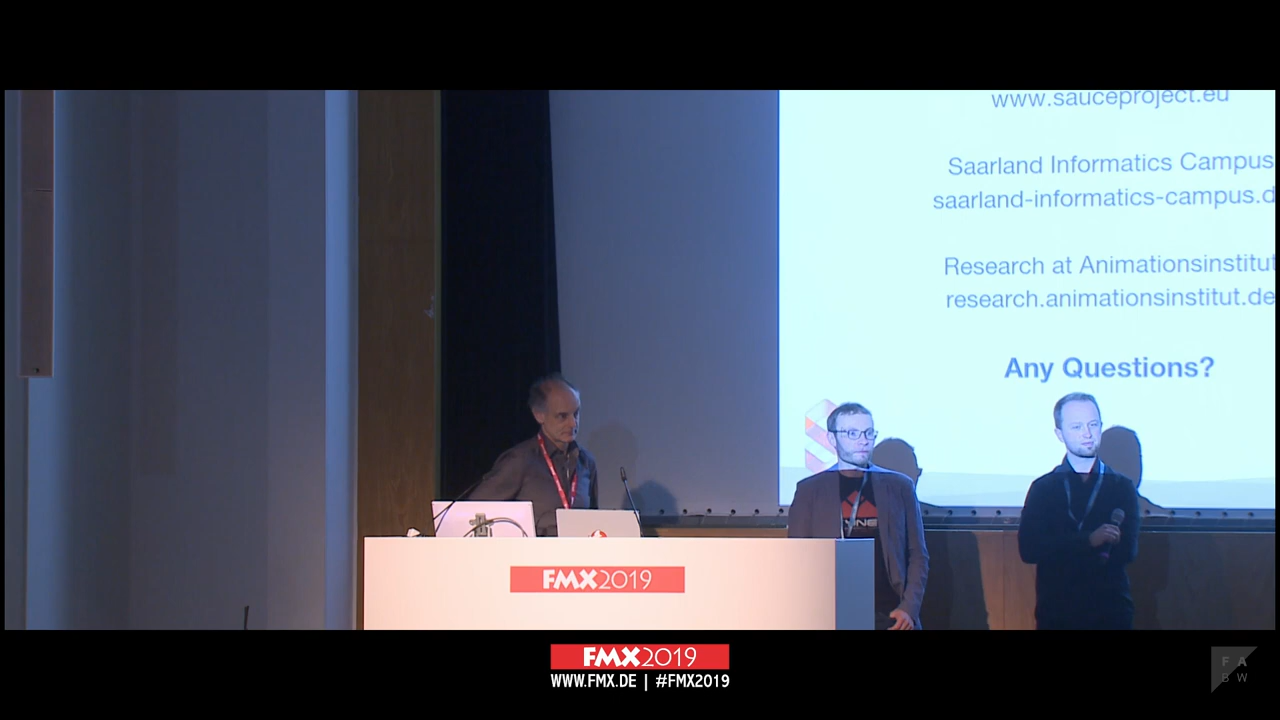 www.sauceproject.eu
Saarland Informatics Campus
saarland-informatics-campus.d
Research at Animationsinstitut
research.animationsinstitut.de
Any Questions?
FMX2019
FMX2019
WWW.FMX.DE | #FMX2019
F A
B W